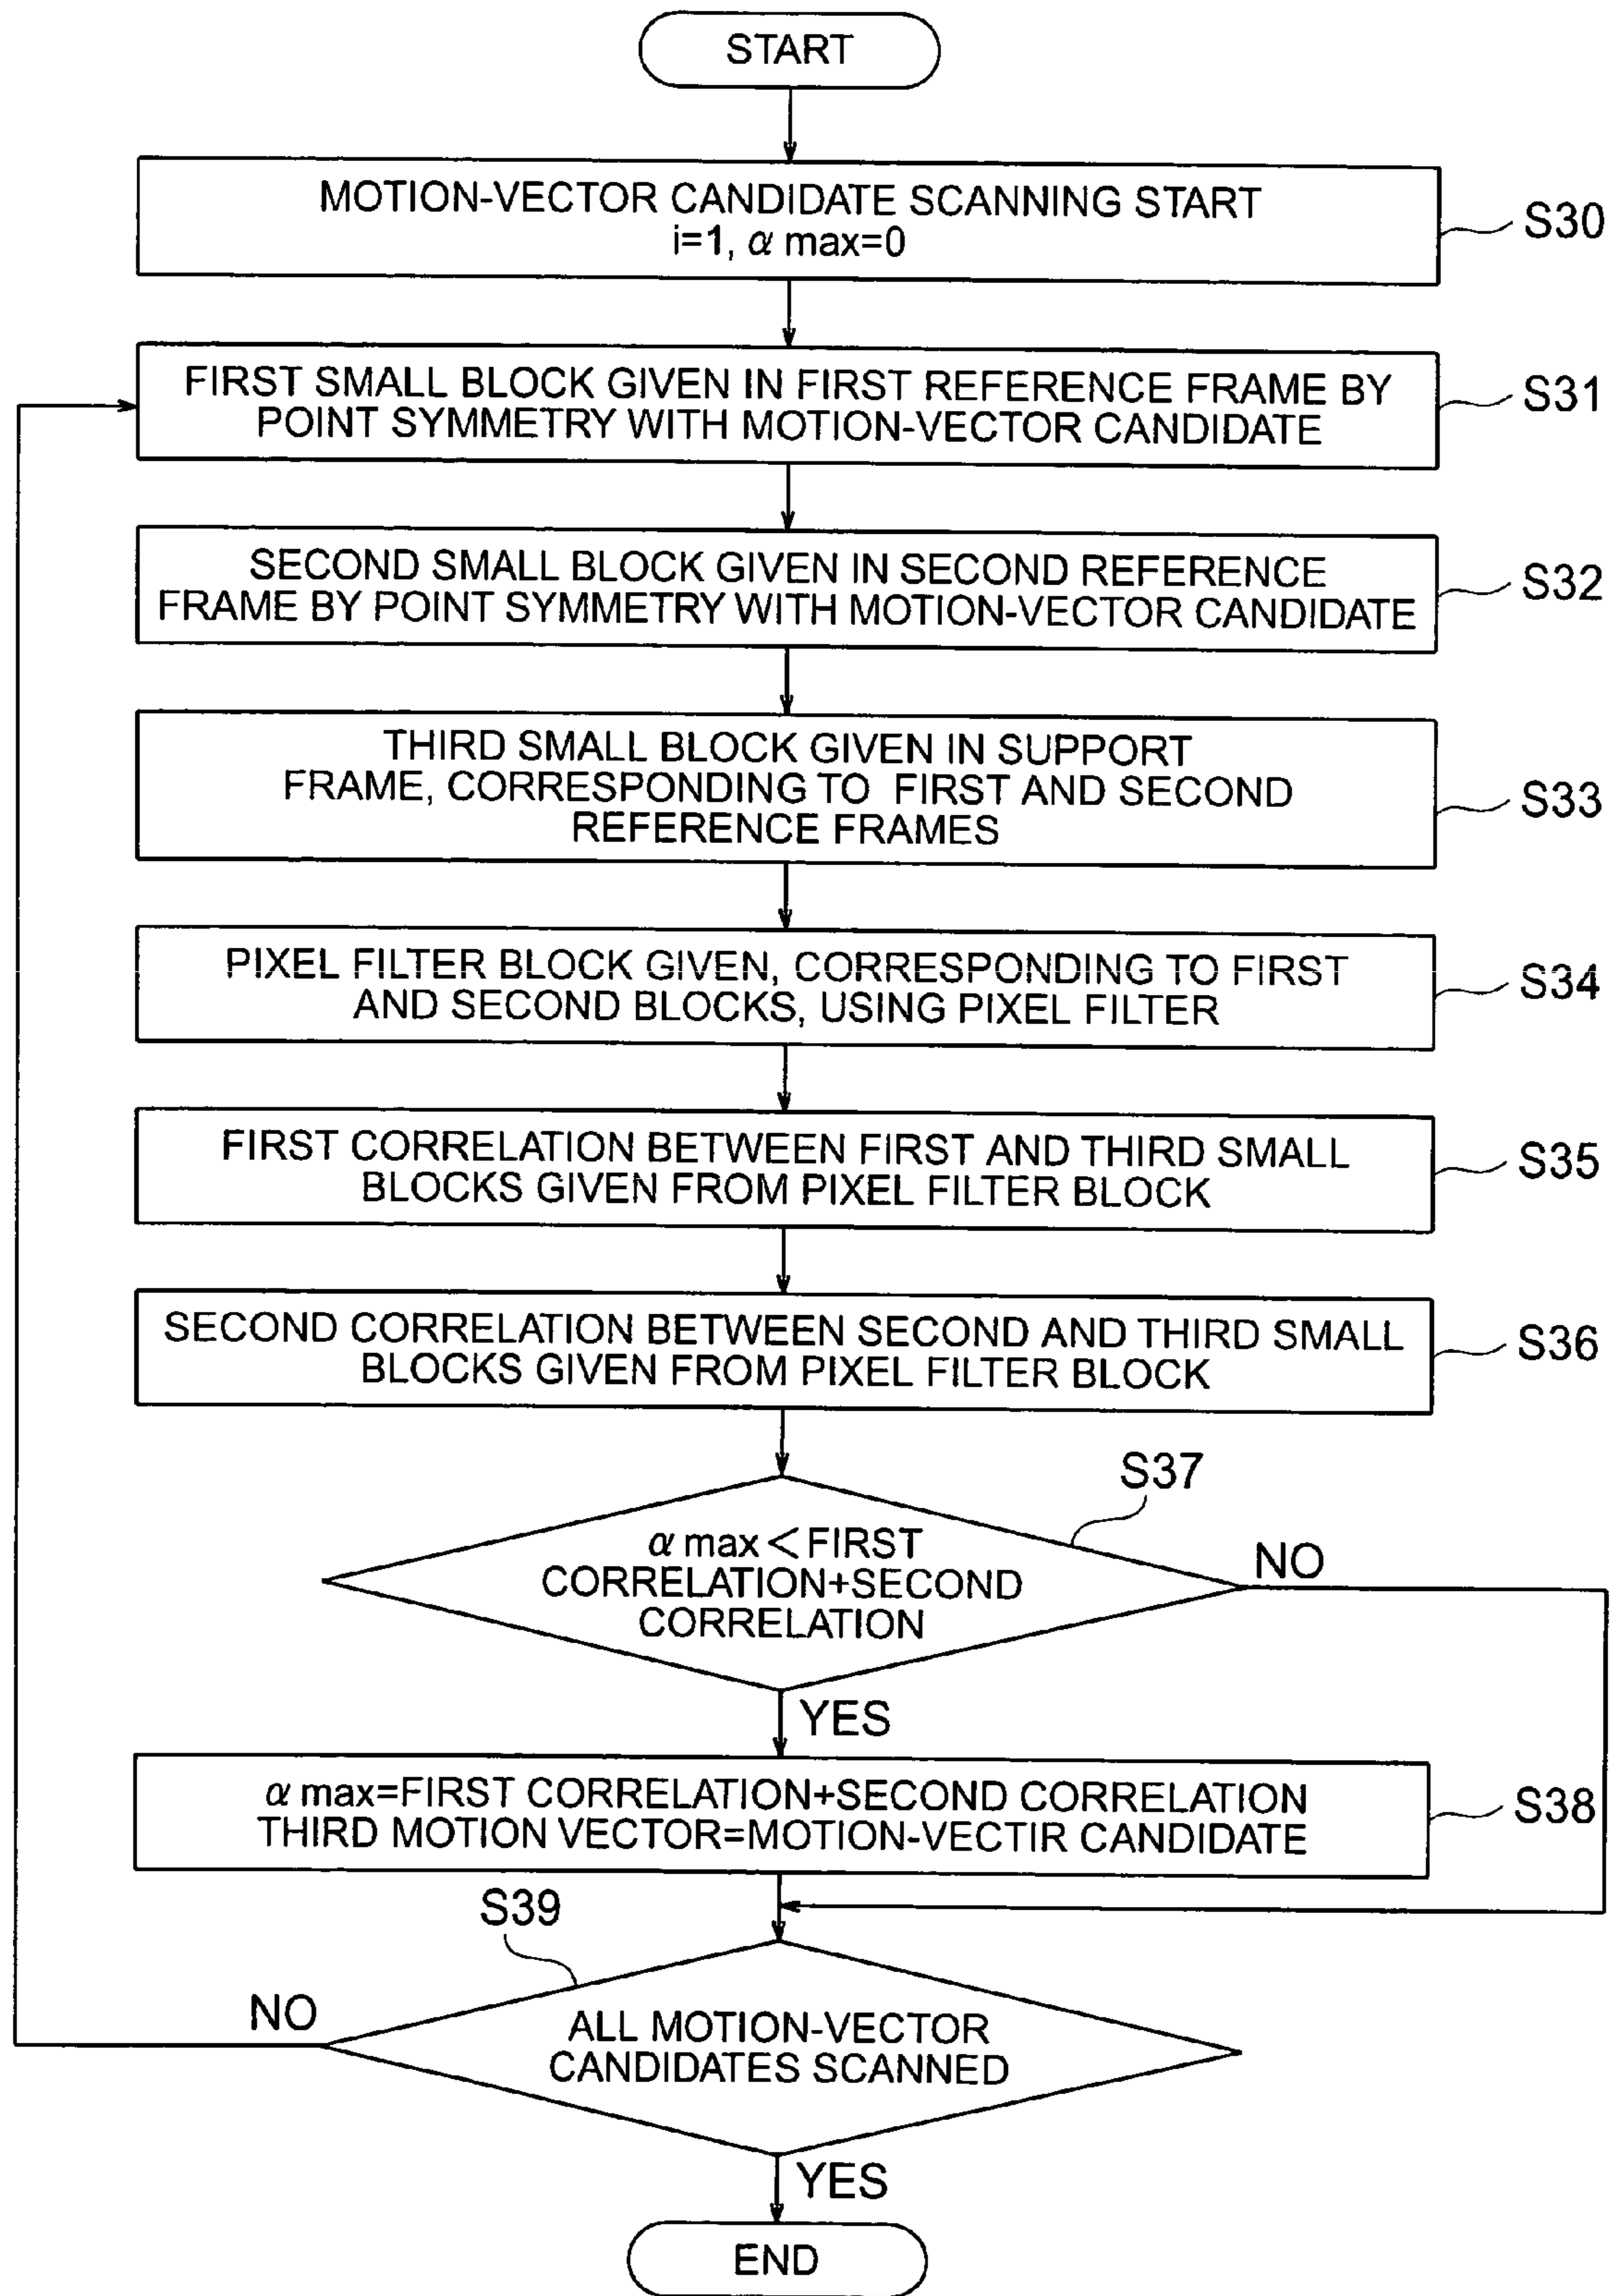 START
MOTION-VECTOR CANDIDATE SCANNING START
i=1, α max=0
S30
FIRST SMALL BLOCK GIVEN IN FIRST REFERENCE FRAME BY
POINT SYMMETRY WITH MOTION-VECTOR CANDIDATE
S31
SECOND SMALL BLOCK GIVEN IN SECOND REFERENCE
FRAME BY POINT SYMMETRY WITH MOTION-VECTOR CANDIDATE
S32
THIRD SMALL BLOCK GIVEN IN SUPPORT
FRAME, CORRESPONDING TO FIRST AND SECOND
REFERENCE FRAMES
S33
PIXEL FILTER BLOCK GIVEN, CORRESPONDING TO FIRST
AND SECOND BLOCKS, USING PIXEL FILTER
S34
FIRST CORRELATION BETWEEN FIRST AND THIRD SMALL
BLOCKS GIVEN FROM PIXEL FILTER BLOCK
S35
SECOND CORRELATION BETWEEN SECOND AND THIRD SMALL
BLOCKS GIVEN FROM PIXEL FILTER BLOCK
S36
S37
α max<FIRST
CORRELATION+SECOND
CORRELATION
NO
YES
α max=FIRST CORRELATION+SECOND CORRELATION
THIRD MOTION VECTOR=MOTION-VECTIR CANDIDATE
S38
S39
NO
ALL MOTION-VECTOR
CANDIDATES SCANNED
YES
END